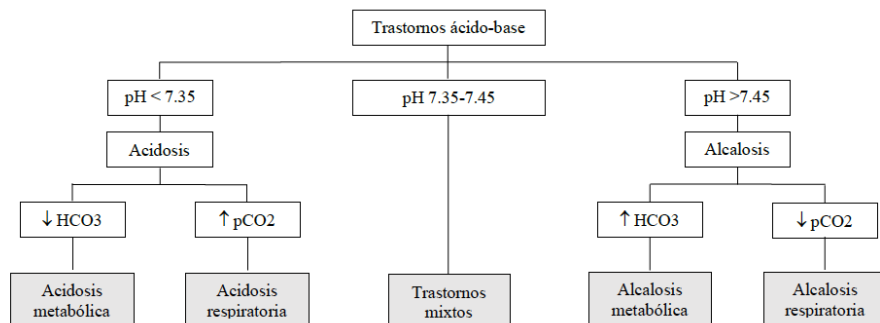 Trastornos ácido-base
pH < 7.35
pH 7.35-7.45
pH >7.45
Acidosis
Alcalosis
↓ HCO3
↑ pCO2
↑ HCO3
↓ pCO2
Acidosis
metabólica
Acidosis
respiratoria
Trastornos
mixtos
Alcalosis
metabólica
Alcalosis
respiratoria